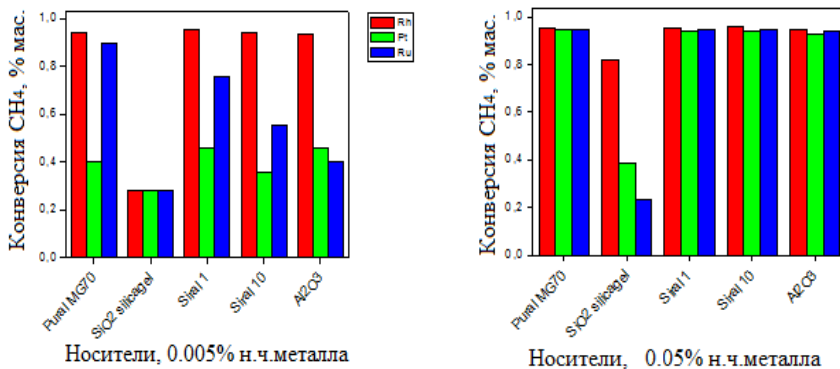 Конверсия CH4, % мас.
1,0
0,8
0,6
0,4
0,2
0,0
Pural MG70
SiO2 silicagel
Siral 1
Siral 10
Al2O3
Носители, 0.005% н.ч.металла
Rh
Pt
Ru
Конверсия CH4, % мас.
1,0
0,8
0,6
0,4
0,2
0,0
Pural MG70
SiO2 silicagel
Siral 1
Siral 10
Al2O3
Носители, 0.05% н.ч.металла